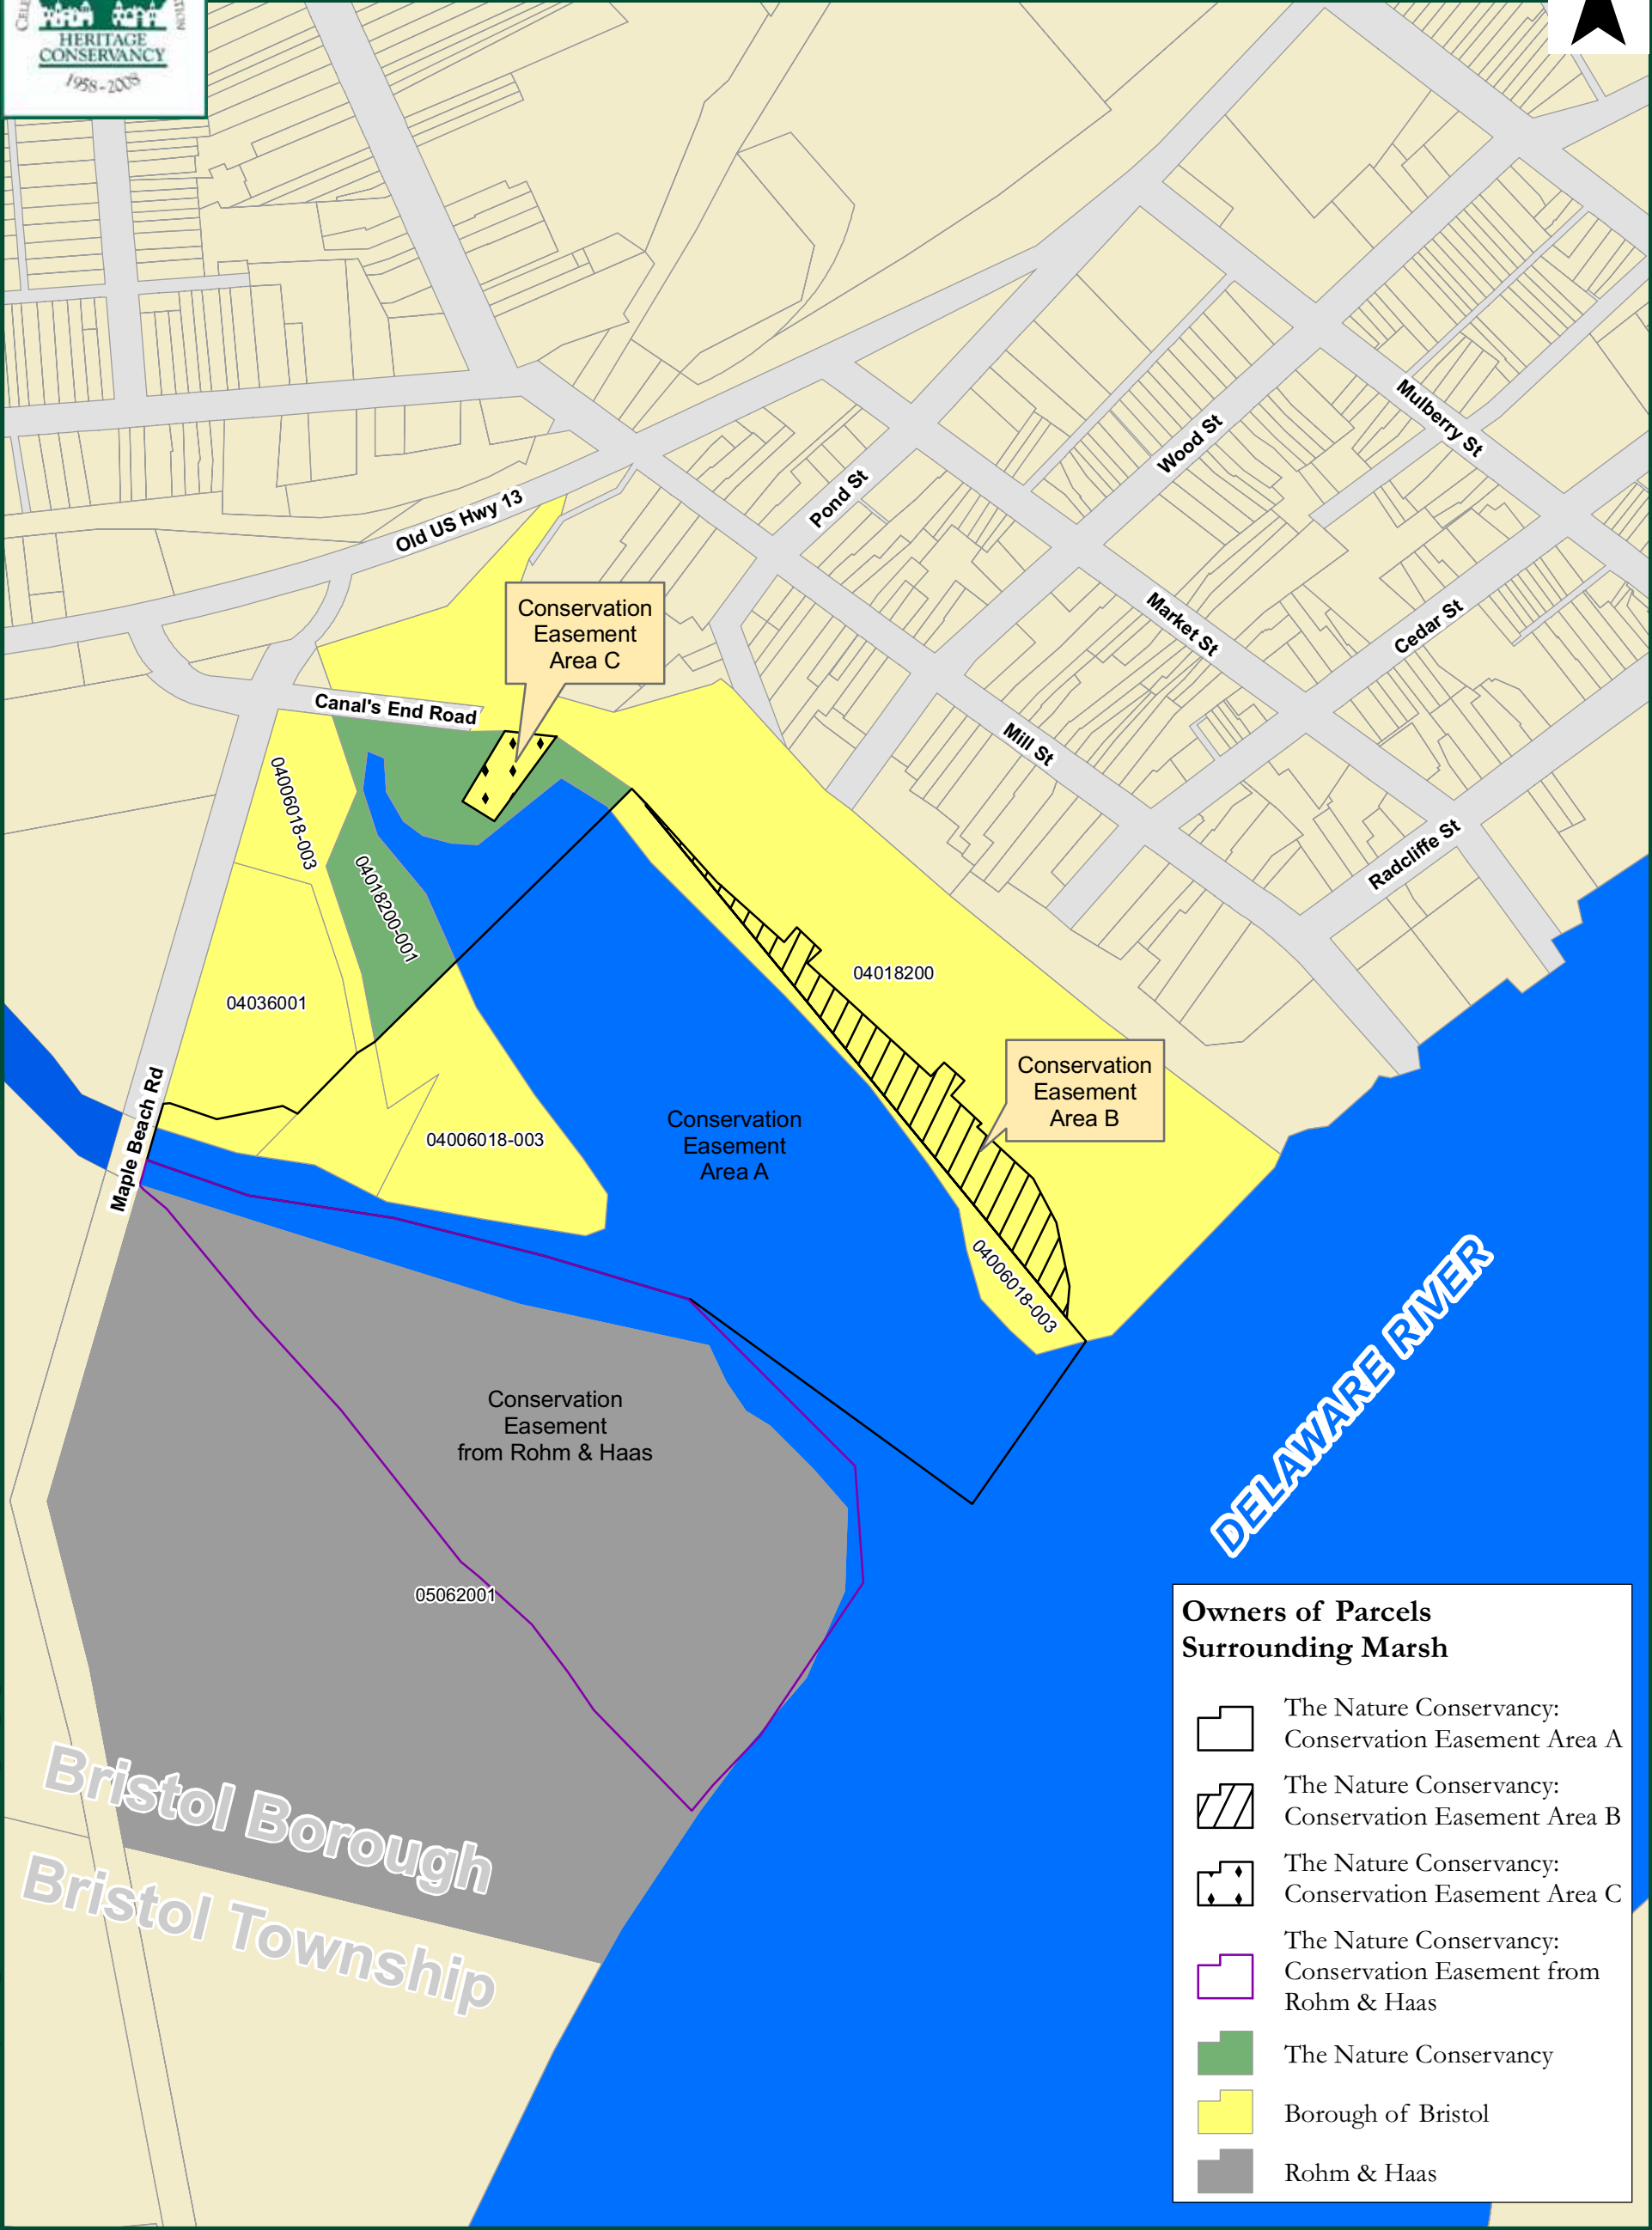 HERITAGE
CONSERVANCY
1958-2008
Old US Hwy 13
Pond St
Wood St
Mulberry St
Market St
Cedar St
Mill St
Radcliffe St
Conservation
Easement
Area C
Canal's End Road
04006018-003
04018200-001
04036001
04018200
Maple Beach Rd
04006018-003
Conservation
Easement
Area A
Conservation
Easement
Area B
04006018-003
DELAWARE RIVER
Conservation
Easement
from Rohm & Haas
05062001
Bristol Borough
Bristol Township
Owners of Parcels
Surrounding Marsh
The Nature Conservancy:
Conservation Easement Area A
The Nature Conservancy:
Conservation Easement Area B
The Nature Conservancy:
Conservation Easement Area C
The Nature Conservancy:
Conservation Easement from
Rohm & Haas
The Nature Conservancy
Borough of Bristol
Rohm & Haas